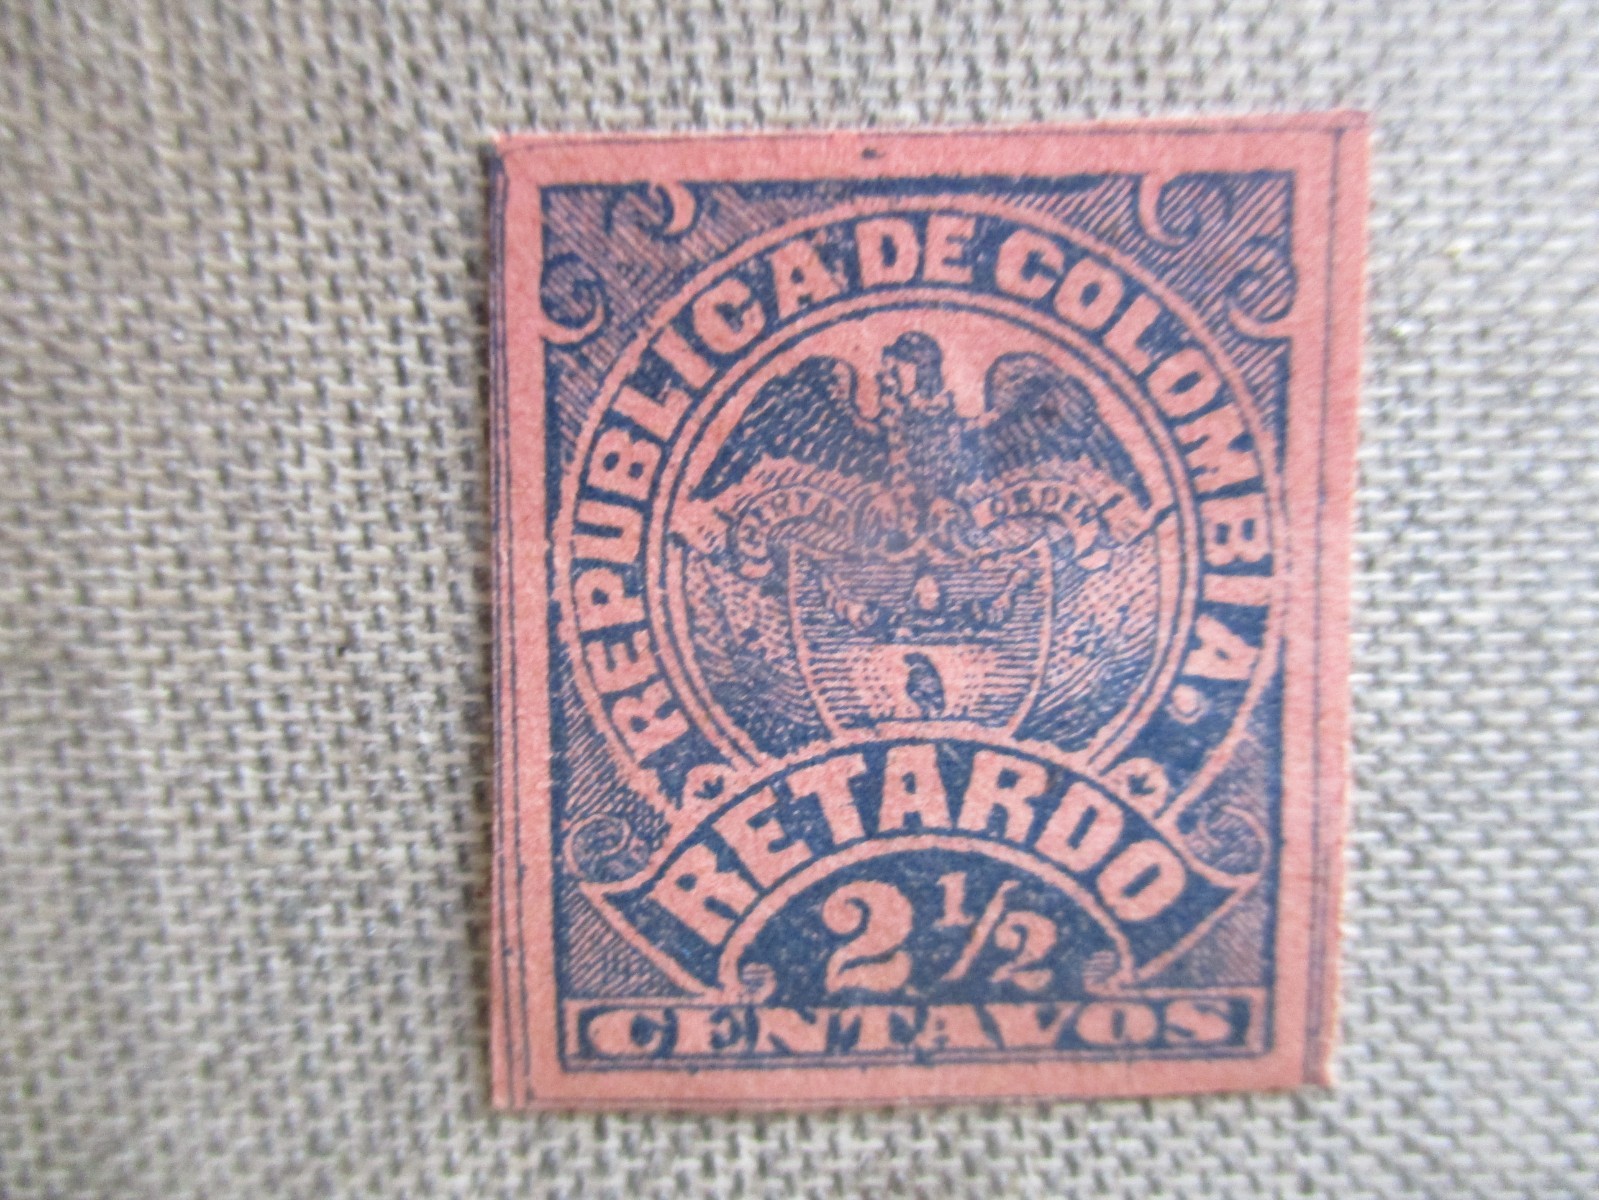 REPUBLICA DE COLOMBIA.
LIBERTAD ORDEN
RETARDO
2 1/2
CENTAVOS